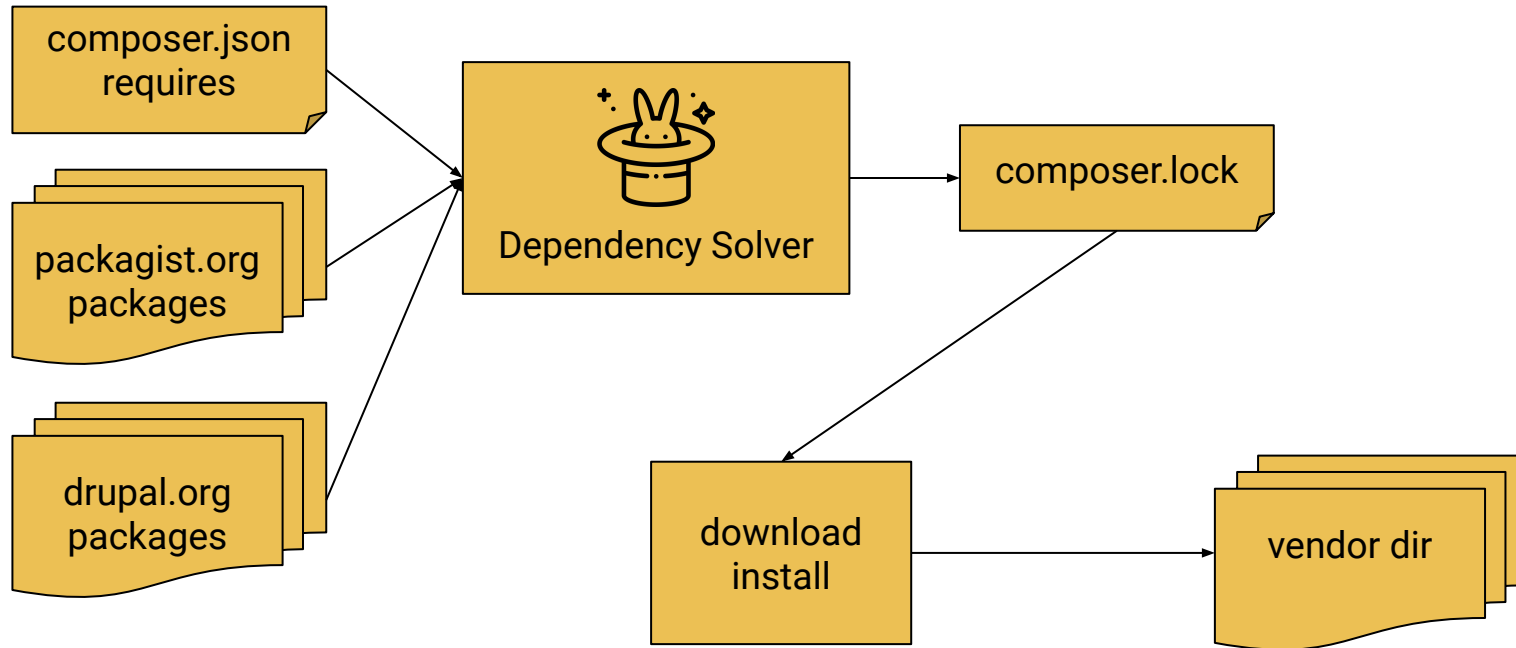 composer.json
requires
packagist.org
packages
drupal.org
packages
Dependency Solver
composer.lock
download
install
vendor dir